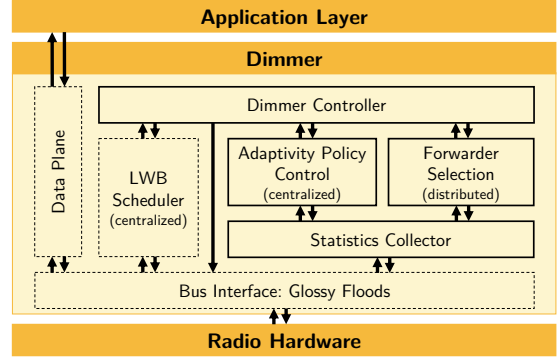 Application Layer
Dimmer
Data Plane
Dimmer Controller
LWB
Scheduler
(centralized)
Adaptivity Policy
Control
(centralized)
Forwarder
Selection
(distributed)
Statistics Collector
Bus Interface: Glossy Floods
Radio Hardware